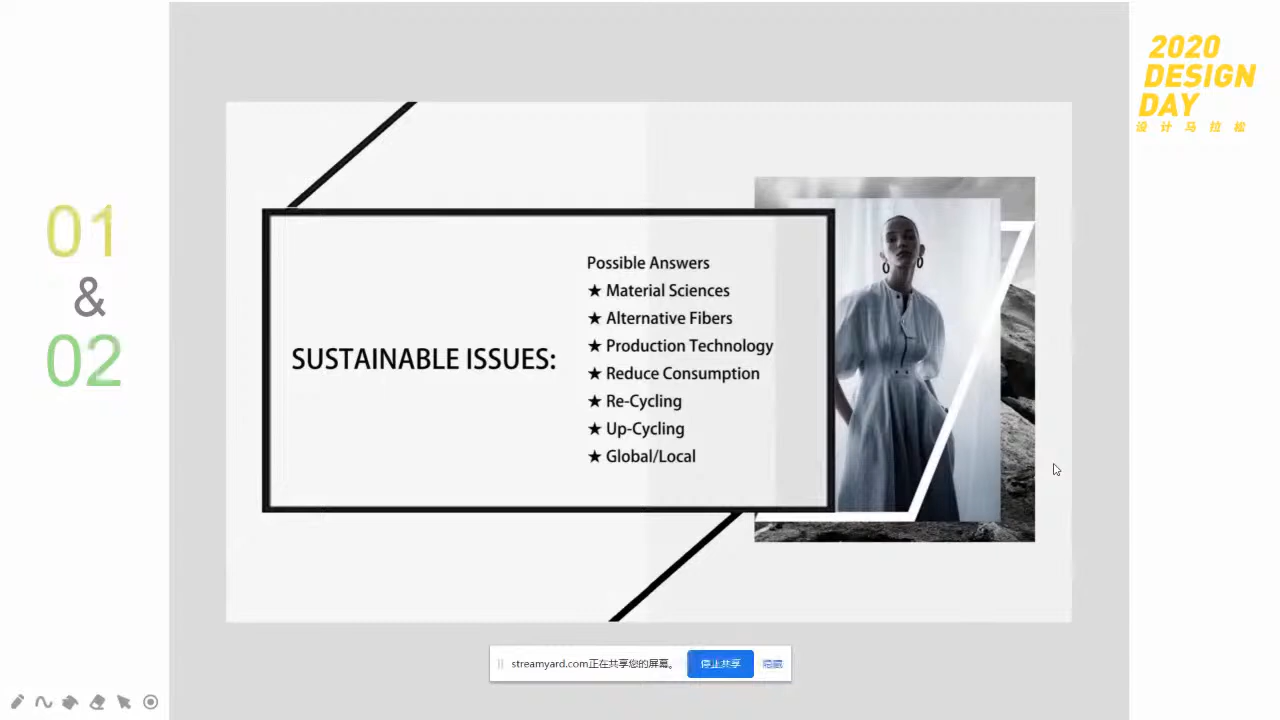 01
&
02
2020
DESIGN
DAY
设计马拉松
SUSTAINABLE ISSUES:
Possible Answers
★ Material Sciences
★ Alternative Fibers
★ Production Technology
★ Reduce Consumption
★ Re-Cycling
★ Up-Cycling
★ Global/Local
streamyard.com正在共享您的屏幕。
停止共享
隐藏